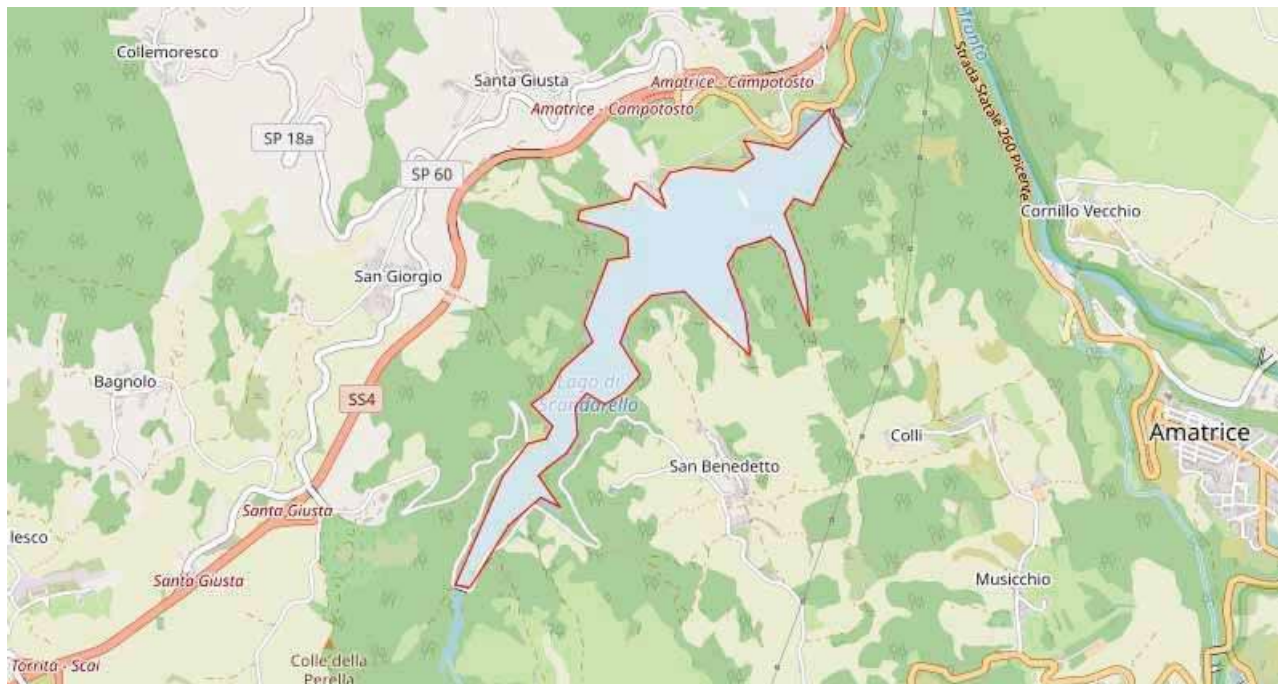 Collemoresco
Santa Giusta
Amatrice - Campotosto
Amatrice - Campotosto
SP 18a
SP 60
Strada Statale 260 Picente
Cornillo Vecchio
San Giorgio
Bagnolo
SS4
Lago di
Scandarello
Amatrice
Colli
San Benedetto
Santa Giusta
lesco
Santa Giusta
Musicchio
Torrita - Scai
Colle della
Perella